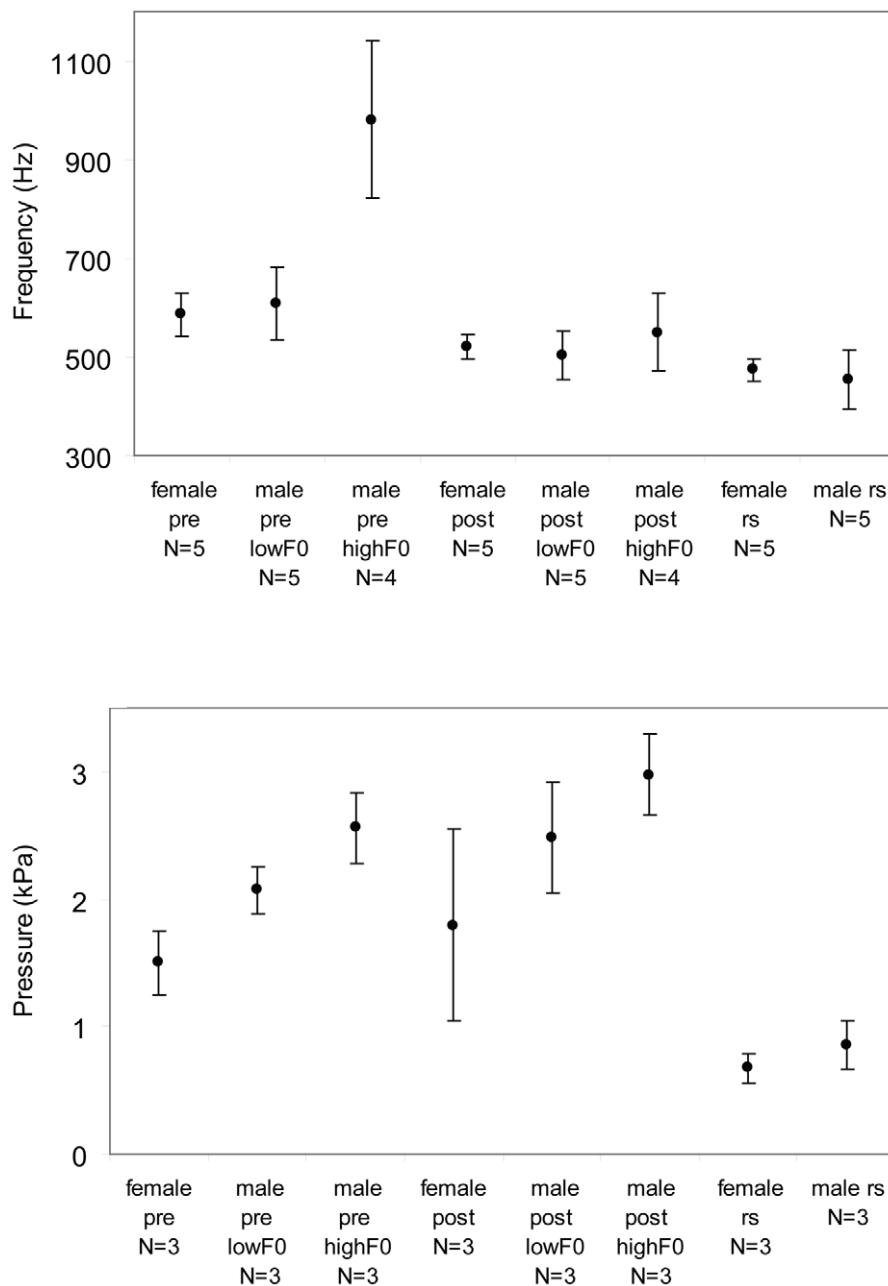 Frequency (Hz)
1100
900
700
500
300
female pre N=5
male pre lowF0 N=5
male pre highF0 N=4
female post N=5
male post lowF0 N=5
male post highF0 N=4
female rs N=5
male rs N=5
Pressure (kPa)
3
2
1
0
female pre N=3
male pre lowF0 N=3
male pre highF0 N=3
female post N=3
male post lowF0 N=3
male post highF0 N=3
female rs N=3
male rs N=3